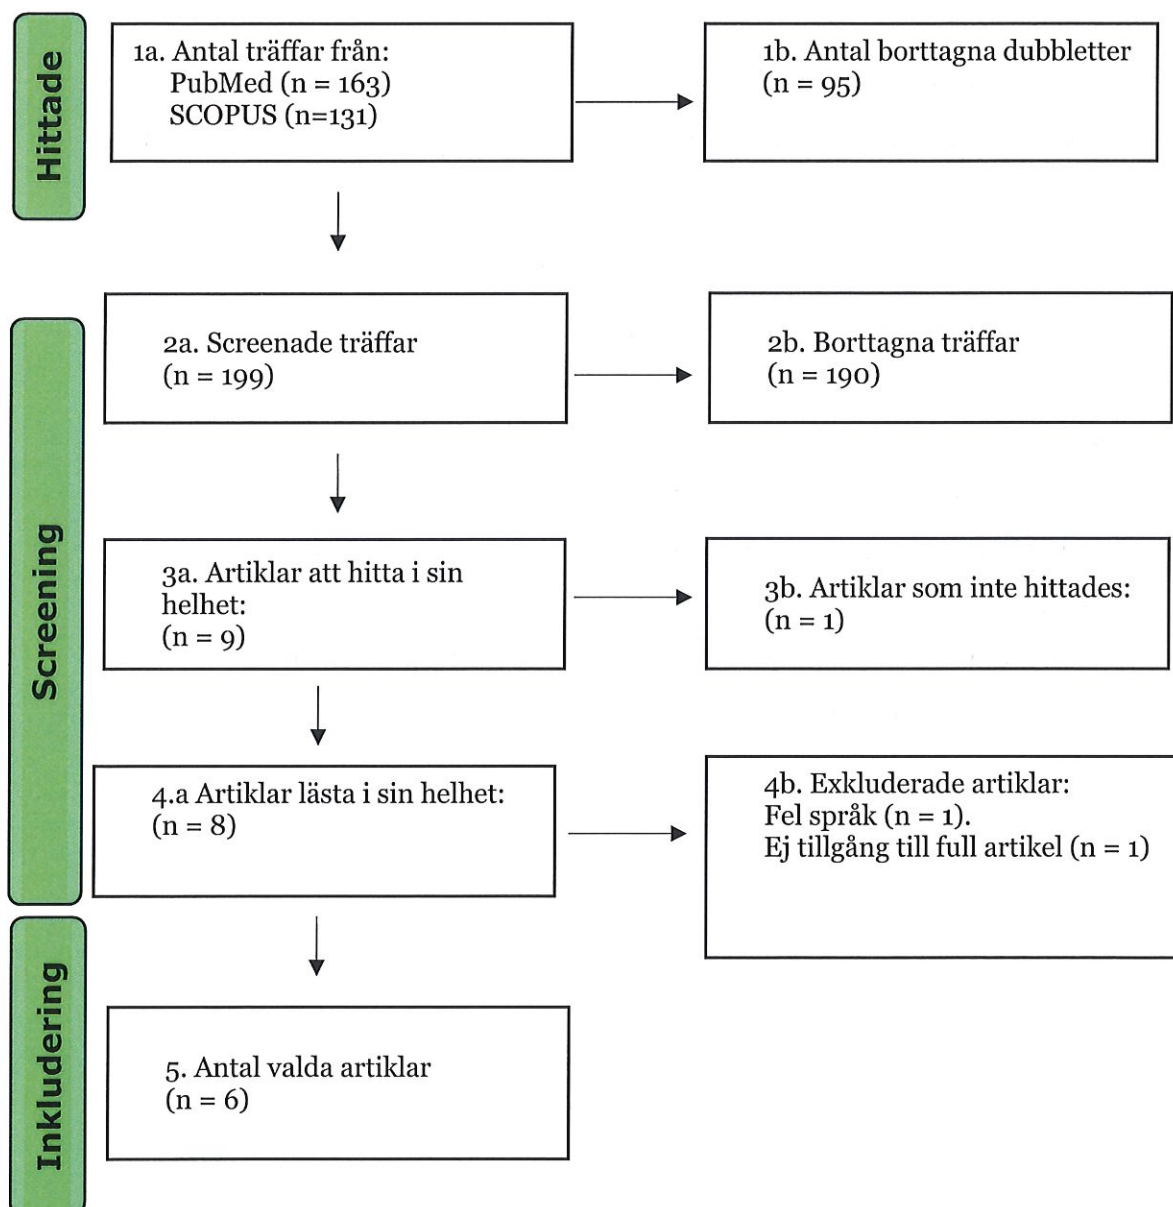 Hittade
1a. Antal träffar från:
PubMed (n = 163)
SCOPUS (n=131)
1b. Antal borttagna dubbletter
(n = 95)
Screening
2a. Screenade träffar
(n = 199)
2b. Borttagna träffar
(n = 190)
3a. Artiklar att hitta i sin
helhet:
(n = 9)
3b. Artiklar som inte hittades:
(n = 1)
4.a Artiklar lästa i sin helhet:
(n = 8)
4b. Exkluderade artiklar:
Fel språk (n = 1).
Ej tillgång till full artikel (n = 1)
Inkludering
5. Antal valda artiklar
(n = 6)